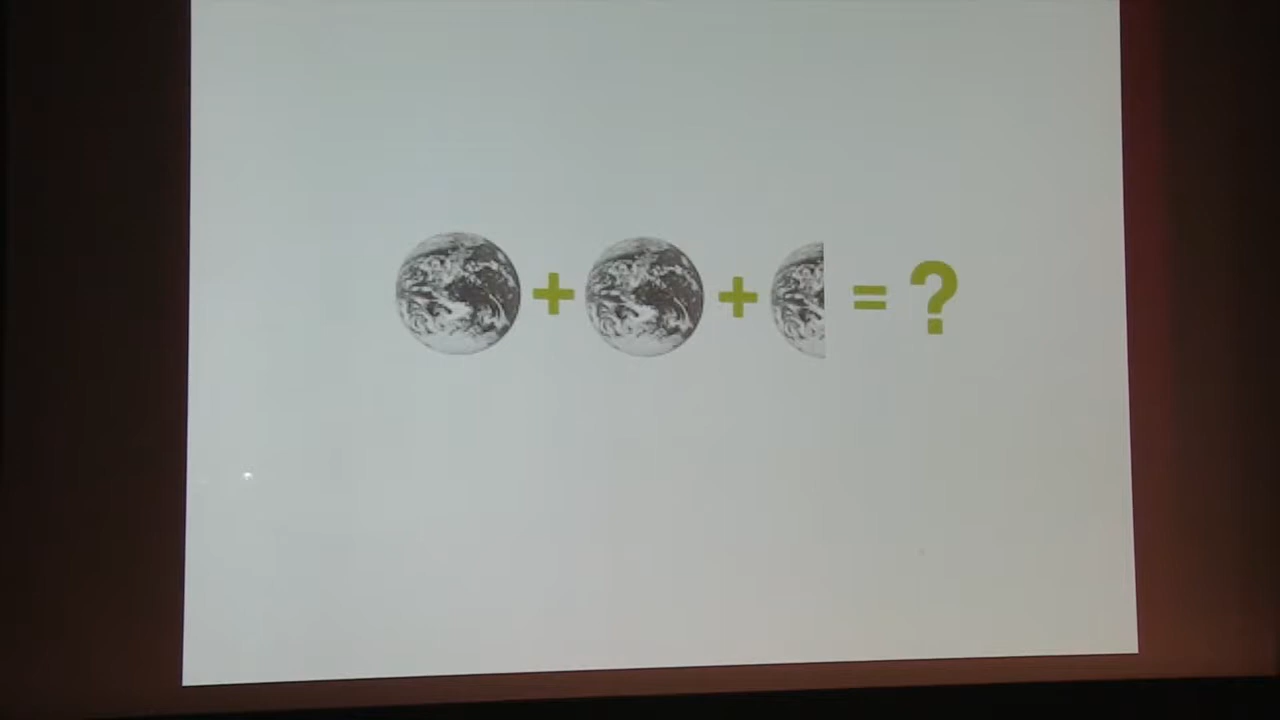 + + = ?